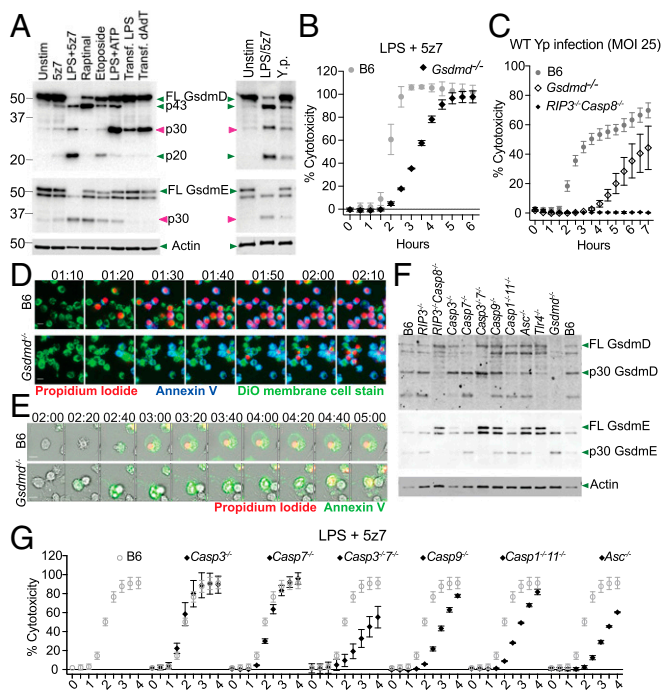 A
Unstim
5z7
LPS+5z7
Raptinal
Etoposide
LPS+ATP
Transf. LPS
Transf. dAdT
Unstim
LPS/5z7
Y.p.
50
37
20
FL GsdmD
p43
p30
p20
50
37
FL GsdmE
p30
50
Actin
B
LPS + 5z7
B6
Gsdmd-/-
% Cytotoxicity
120
100
80
60
40
20
0
0 1 2 3 4 5 6
Hours
C
WT Yp infection (MOI 25)
B6
Gsdmd-/-
RIP3-/-Casp8-/-
% Cytotoxicity
100
80
60
40
20
0
0 1 2 3 4 5 6 7
Hours
D
01:10 01:20 01:30 01:40 01:50 02:00 02:10
B6
Gsdmd-/-
Propidium Iodide Annexin V DiO membrane cell stain
E
02:00 02:20 02:40 03:00 03:20 03:40 04:00 04:20 04:40 05:00
B6
Gsdmd-/-
Propidium Iodide Annexin V
F
B6
RIP3-/-
RIP3-/-Casp8-/-
Casp3-/-
Casp7-/-
Casp3-/-7-/-
Casp9-/-
Casp1-/-11-/-
Asc-/-
Tlr4-/-
Gsdmd-/-
B6
FL GsdmD
p30 GsdmD
FL GsdmE
p30 GsdmE
Actin
G
LPS + 5z7
B6 Casp3-/- Casp7-/- Casp3-/-7-/- Casp9-/- Casp1-/-11-/- Asc-/-
% Cytotoxicity
120
100
80
60
40
20
0
0 1 2 3 4 0 1 2 3 4 0 1 2 3 4 0 1 2 3 4 0 1 2 3 4 0 1 2 3 4 0 1 2 3 4